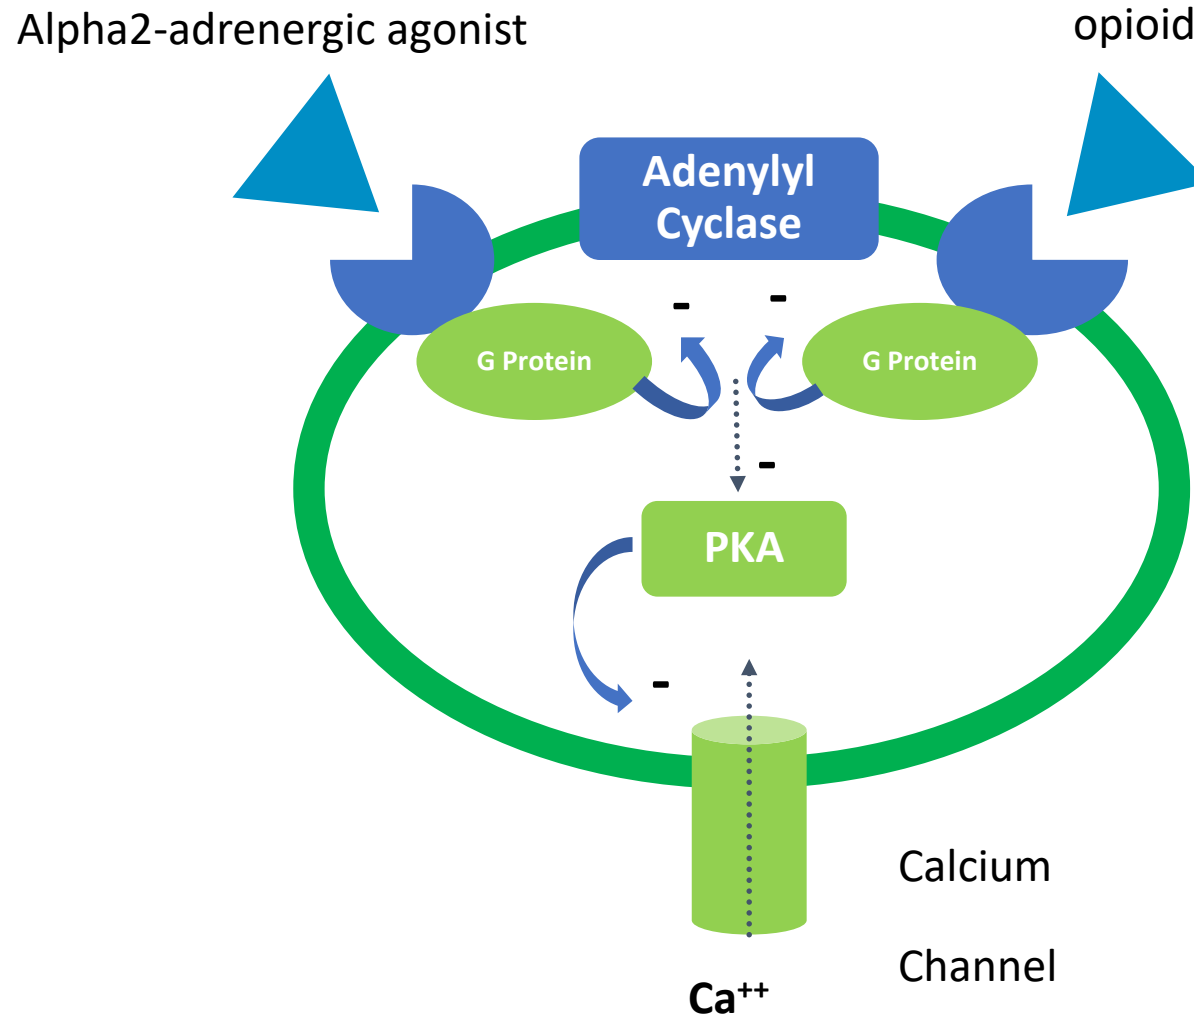 Alpha2-adrenergic agonist
opioid
Adenylyl
Cyclase
-
-
G Protein
G Protein
-
PKA
-
Calcium
Channel
Ca⁺⁺